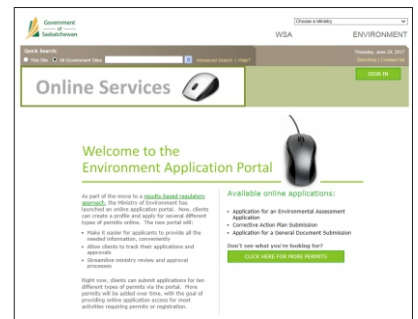 Government
of
Saskatchewan
Choose a Ministry
WSA
ENVIRONMENT
Quick Search:
This Site
All Government Sites
Advanced Search | Help?
Thursday, June 29, 2017
Directory | Contact Us
Online Services
SIGN IN
Welcome to the
Environment Application Portal
As part of the move to a results-based regulatory
approach, the Ministry of Environment has
launched an online application portal. Now, clients
can create a profile and apply for several different
types of permits online. The new portal will:
• Make it easier for applicants to provide all the
needed information, conveniently
• Allow clients to track their applications and
approvals
• Streamline ministry review and approval
processes
Right now, clients can submit applications for ten
different types of permits via the portal. More
permits will be added over time, with the goal of
providing online application access for most
activities requiring permits or registration.
Available online applications:
• Application for an Environmental Assessment
Application
• Corrective Action Plan Submission
• Application for a General Document Submission
Don't see what you're looking for?
CLICK HERE FOR MORE PERMITS